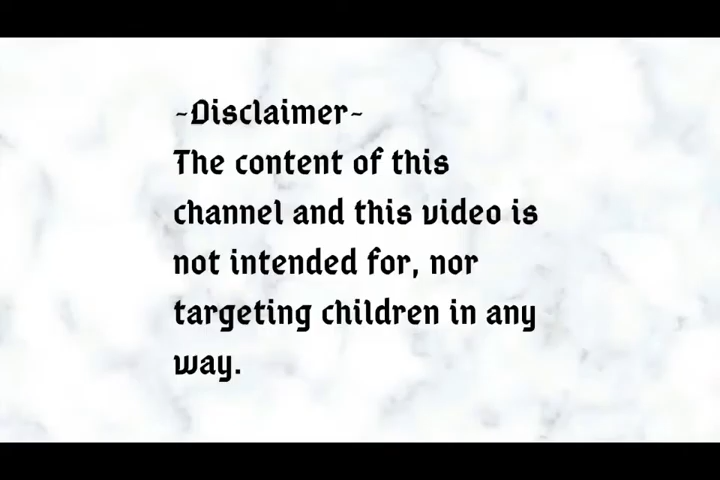 ~Disclaimer~
The content of this
channel and this video is
not intended for, nor
targeting children in any
way.